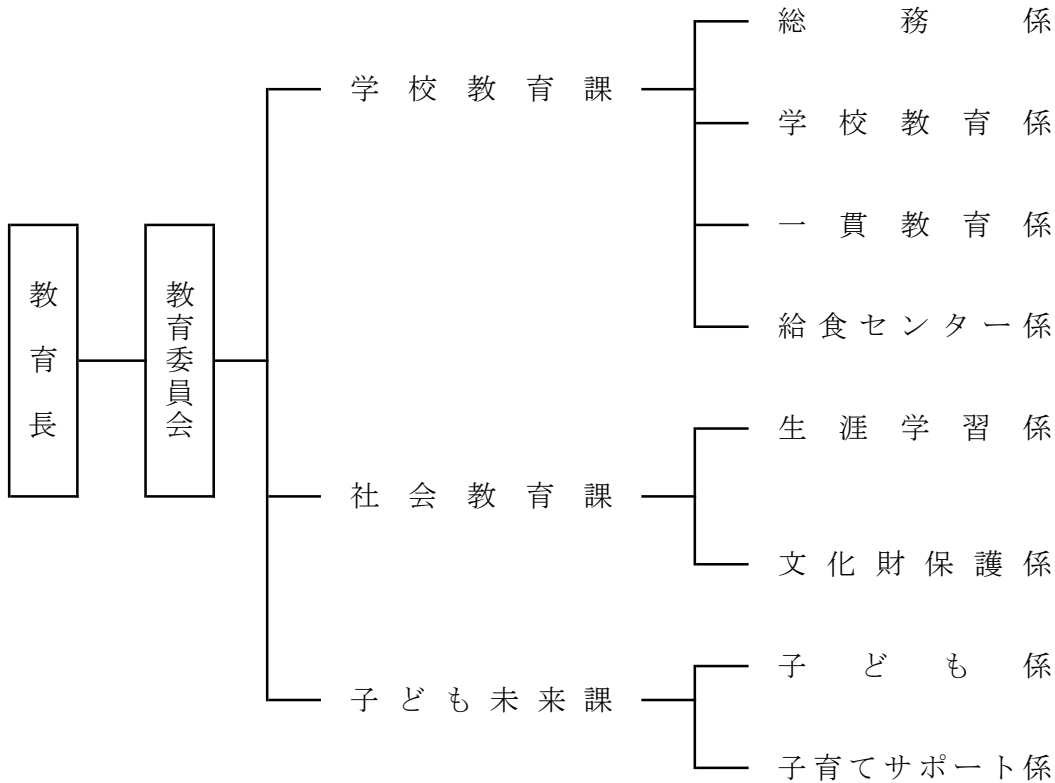 教育長
教育委員会
学校教育課
総務係
学校教育係
一貫教育係
給食センター係
社会教育課
生涯学習係
文化財保護係
子ども未来課
子ども係
子育てサポート係